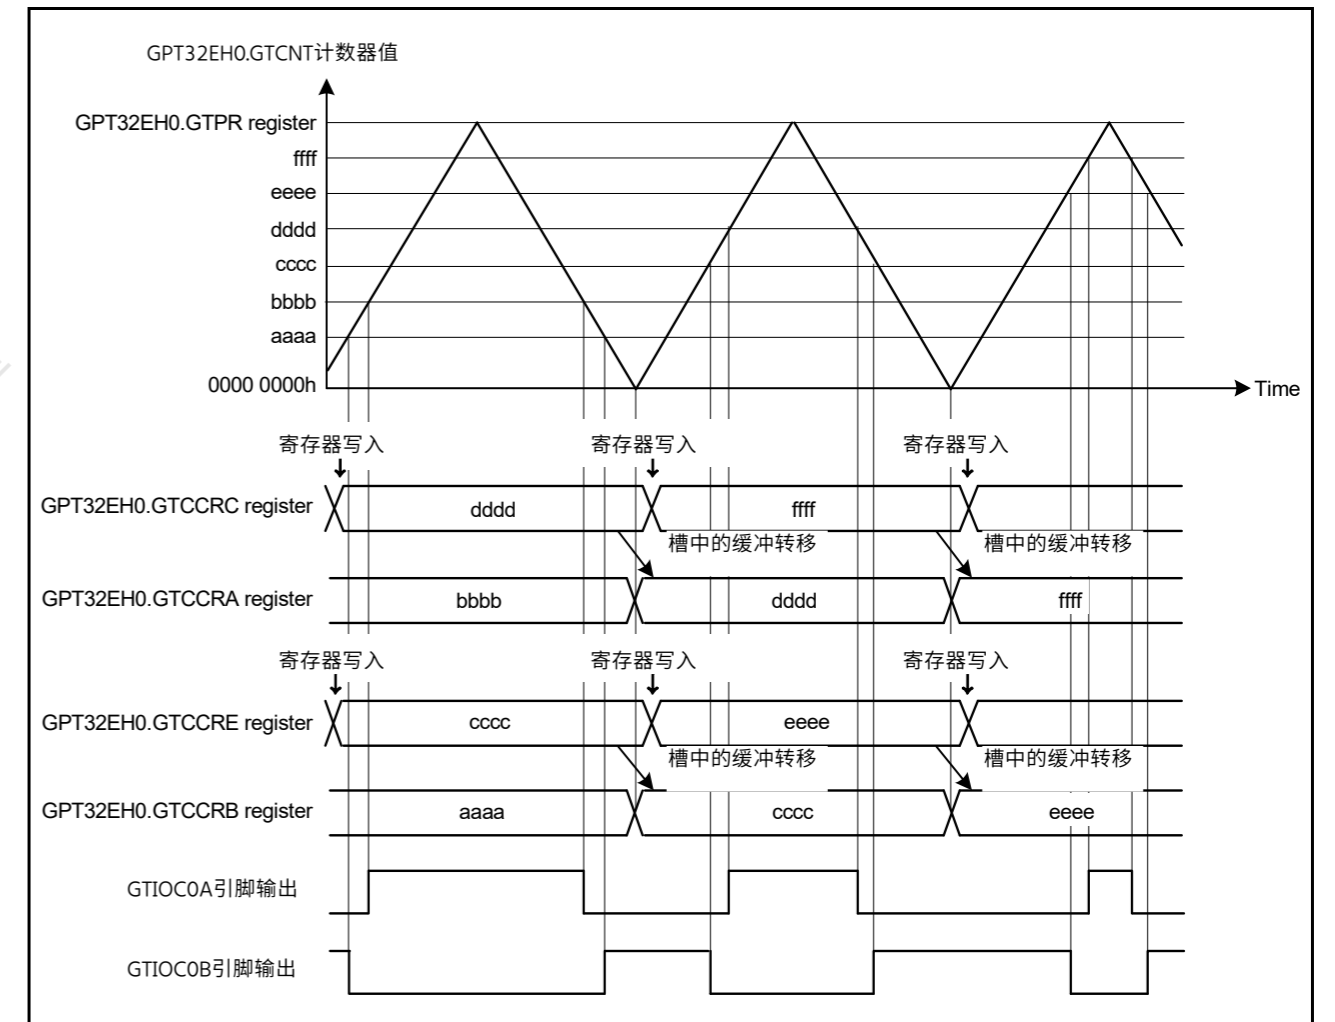 GPT32EH0.GTCNT计数器值
GPT32EH0.GTPR register
ffff
eeee
dddd
cccc
bbbb
aaaa
0000 0000h
Time
寄存器写入 寄存器写入 寄存器写入
GPT32EH0.GTCCRC register dddd ffff
槽中的缓冲转移 槽中的缓冲转移
GPT32EH0.GTCCRA register bbbb dddd ffff
寄存器写入 寄存器写入 寄存器写入
GPT32EH0.GTCCRE register cccc eeee
槽中的缓冲转移 槽中的缓冲转移
GPT32EH0.GTCCRB register aaaa cccc eeee
GTIOC0A引脚输出
GTIOC0B引脚输出